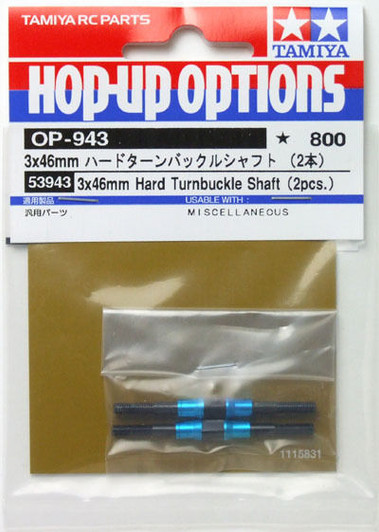 TAMIYA RC PARTS
TAMIYA
HOP-UP OPTIONS
OP-943 ★ 800
3x46mm ハードターンバックルシャフト (2本)
53943 3x46mm Hard Turnbuckle Shaft (2pcs.)
適用製品 USABLE WITH :
汎用パーツ MISCELLANEOUS
1115831